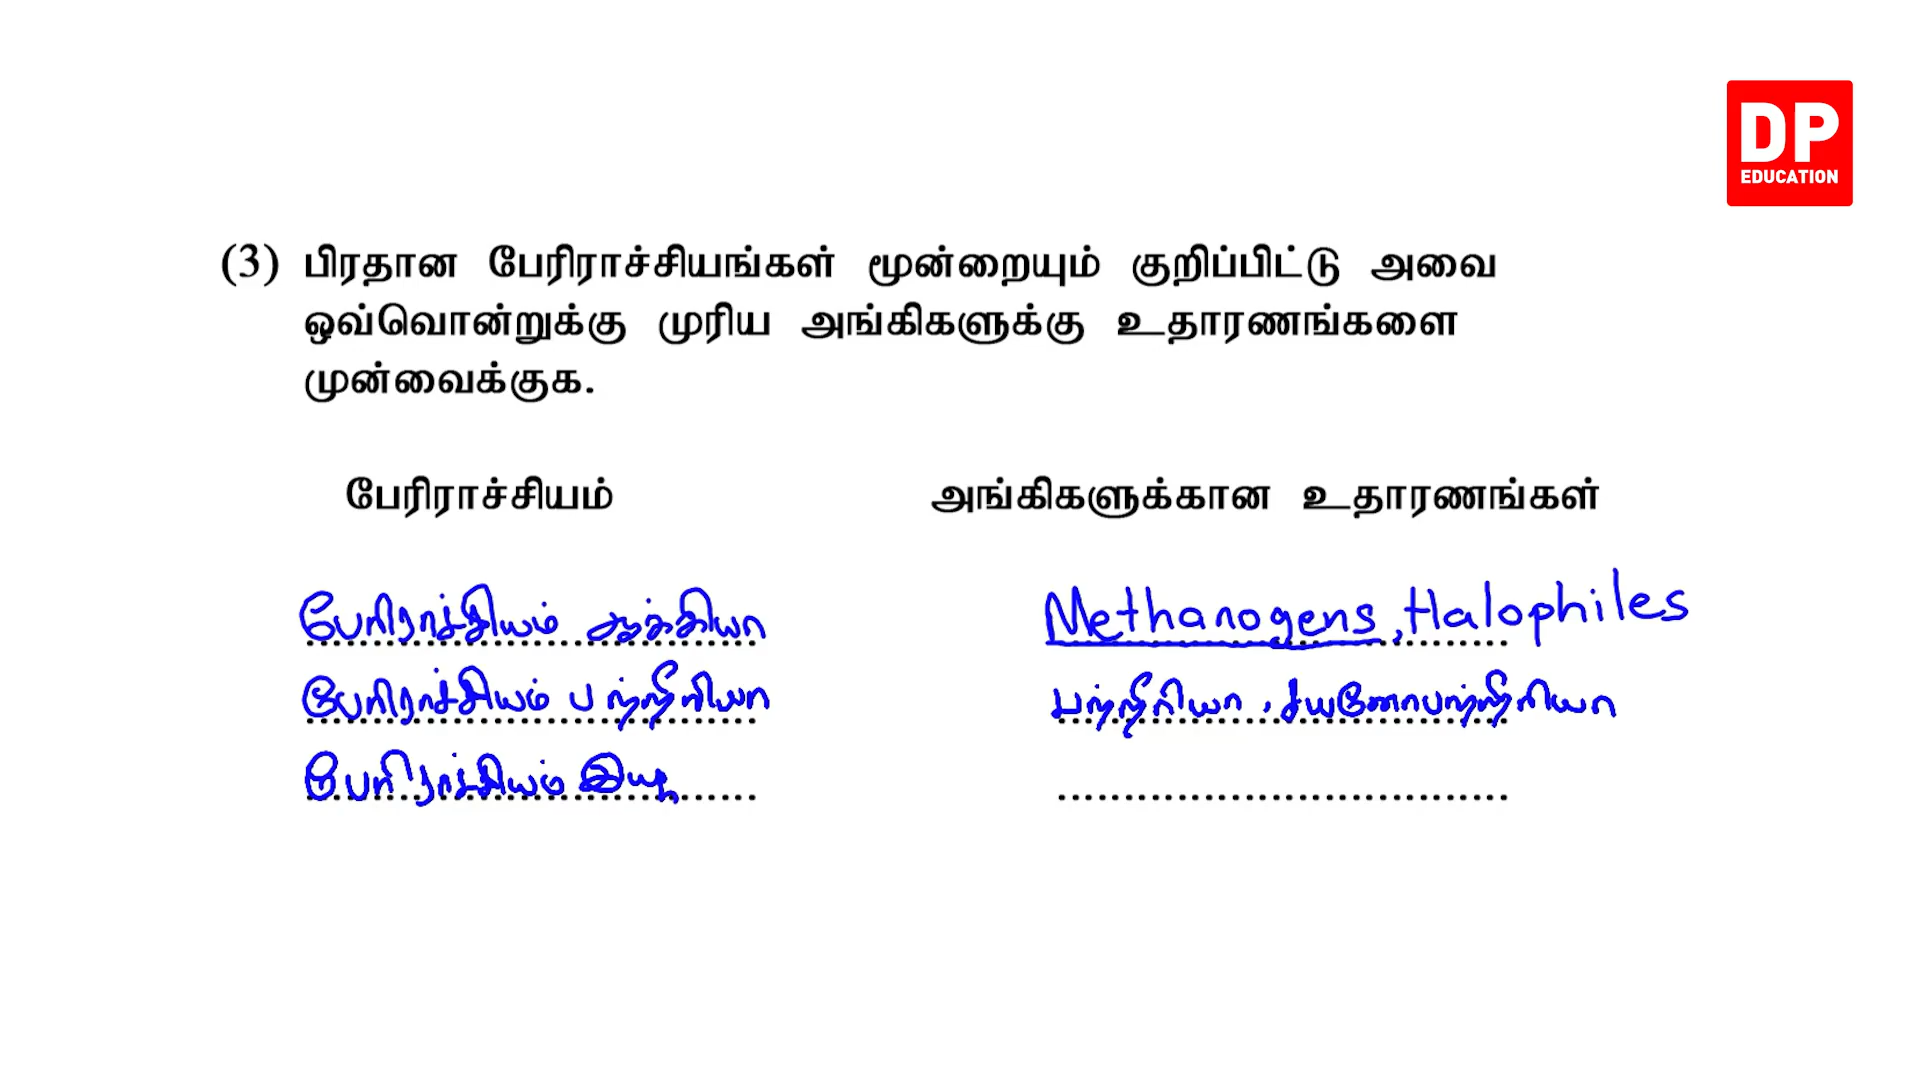 DP
EDUCATION
(3) பிரதான பேரிராச்சியங்கள் மூன்றையும் குறிப்பிட்டு அவை
ஒவ்வொன்றுக்கு முரிய அங்கிகளுக்கு உதாரணங்களை
முன்வைக்குக.
பேரிராச்சியம் அங்கிகளுக்கான உதாரணங்கள்
பேரிராச்சியம் ஆக்கியா Methanogens, Halophiles
பேரிராச்சியம் பற்றீரியா பற்றீரியா, சயனோபற்றீரியா
பேரிராச்சியம்